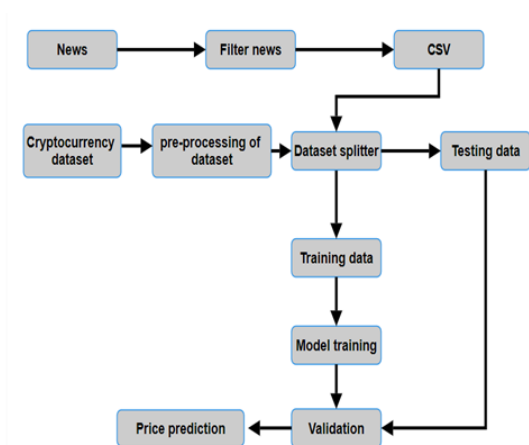 News
Filter news
CSV
Cryptocurrency
dataset
pre-processing of
dataset
Dataset splitter
Testing data
Training data
Model training
Price prediction
Validation